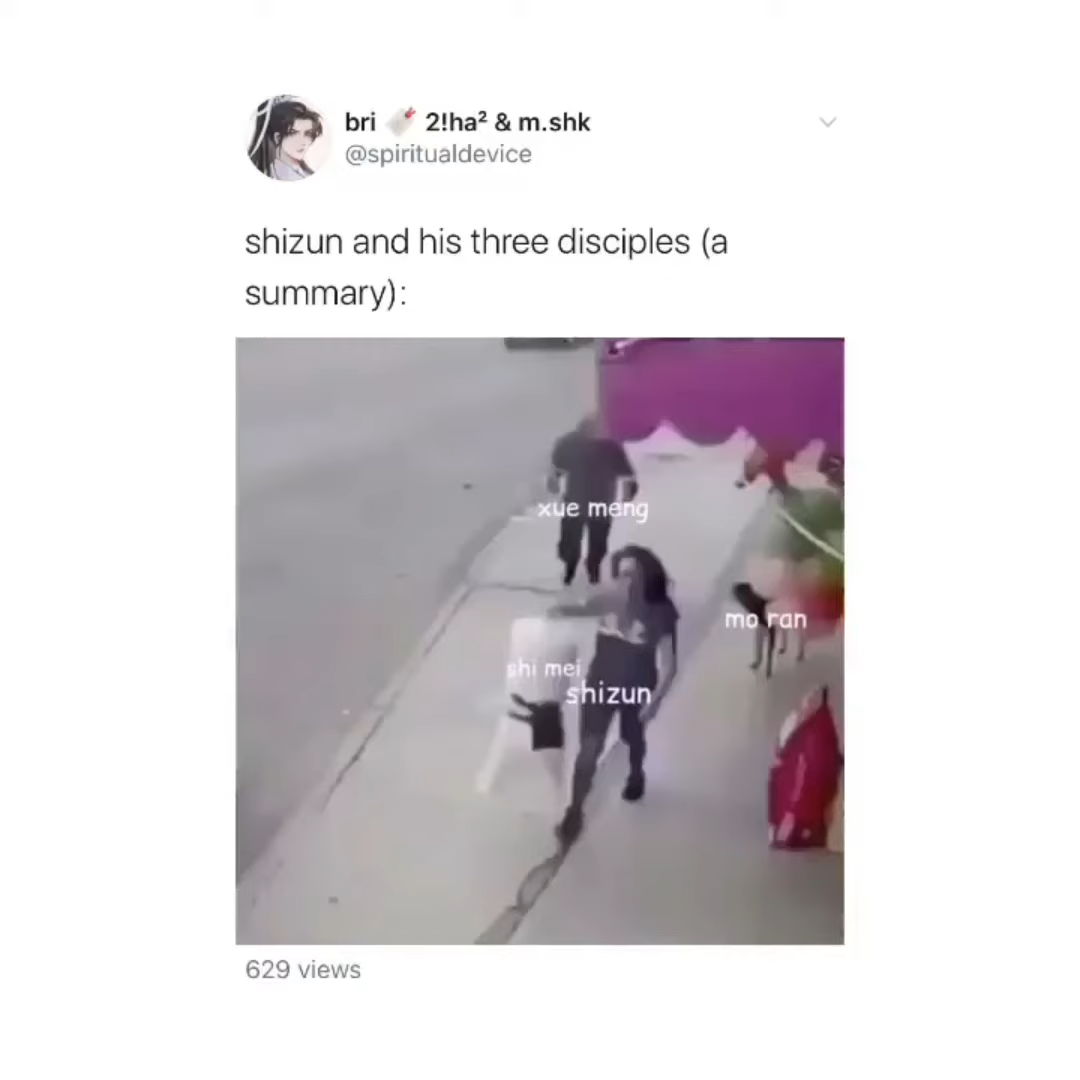 bri 2!ha² & m.shk
@spiritualdevice
shizun and his three disciples (a
summary):
xue meng
mo ran
shi mei
shizun
629 views